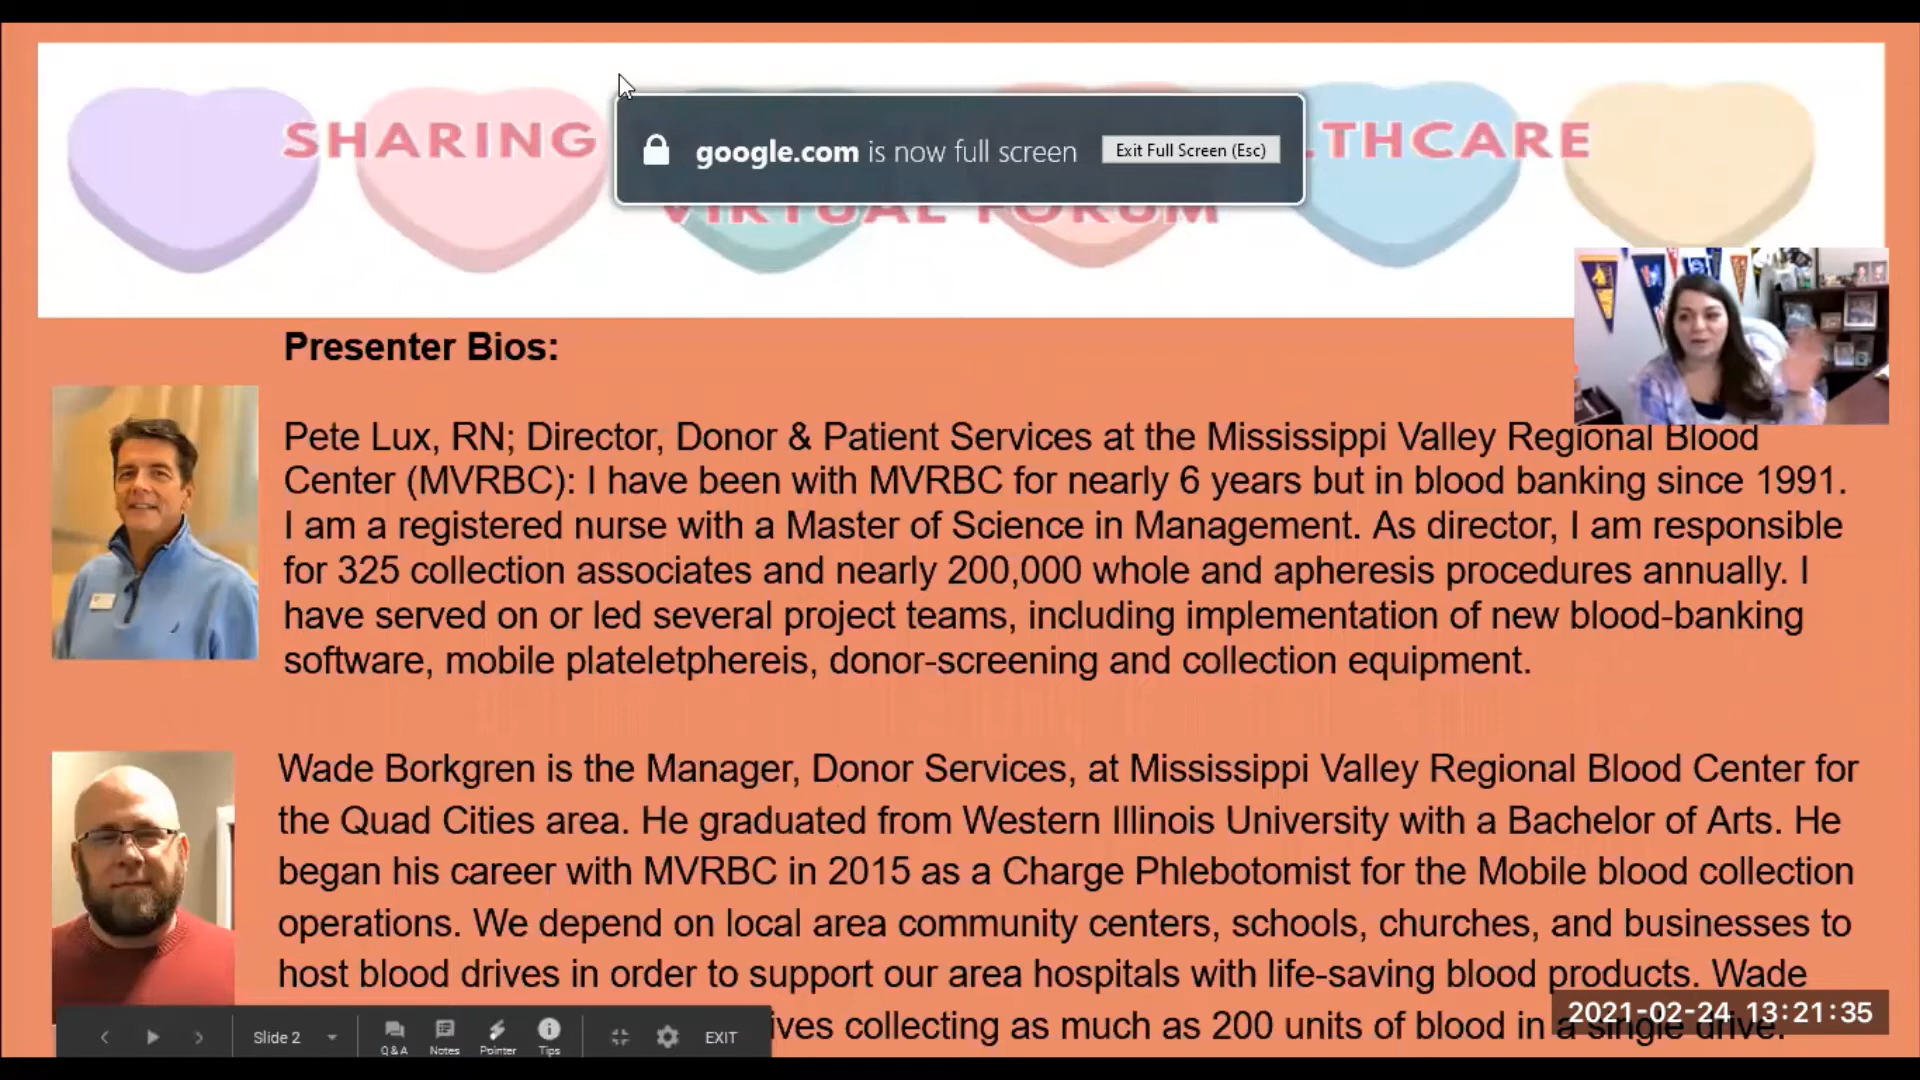 SHARING
THCARE
google.com is now full screen
Exit Full Screen (Esc)
VIRTUAL FORUM
Presenter Bios:
Pete Lux, RN; Director, Donor & Patient Services at the Mississippi Valley Regional Blood
Center (MVRBC): I have been with MVRBC for nearly 6 years but in blood banking since 1991.
I am a registered nurse with a Master of Science in Management. As director, I am responsible
for 325 collection associates and nearly 200,000 whole and apheresis procedures annually. I
have served on or led several project teams, including implementation of new blood-banking
software, mobile plateletphereis, donor-screening and collection equipment.
Wade Borkgren is the Manager, Donor Services, at Mississippi Valley Regional Blood Center for
the Quad Cities area. He graduated from Western Illinois University with a Bachelor of Arts. He
began his career with MVRBC in 2015 as a Charge Phlebotomist for the Mobile blood collection
operations. We depend on local area community centers, schools, churches, and businesses to
host blood drives in order to support our area hospitals with life-saving blood products. Wade
ives collecting as much as 200 units of blood in a single drive.
2021-02-24 13:21:35
Slide 2
Q & A
Notes
Pointer
Tips
EXIT